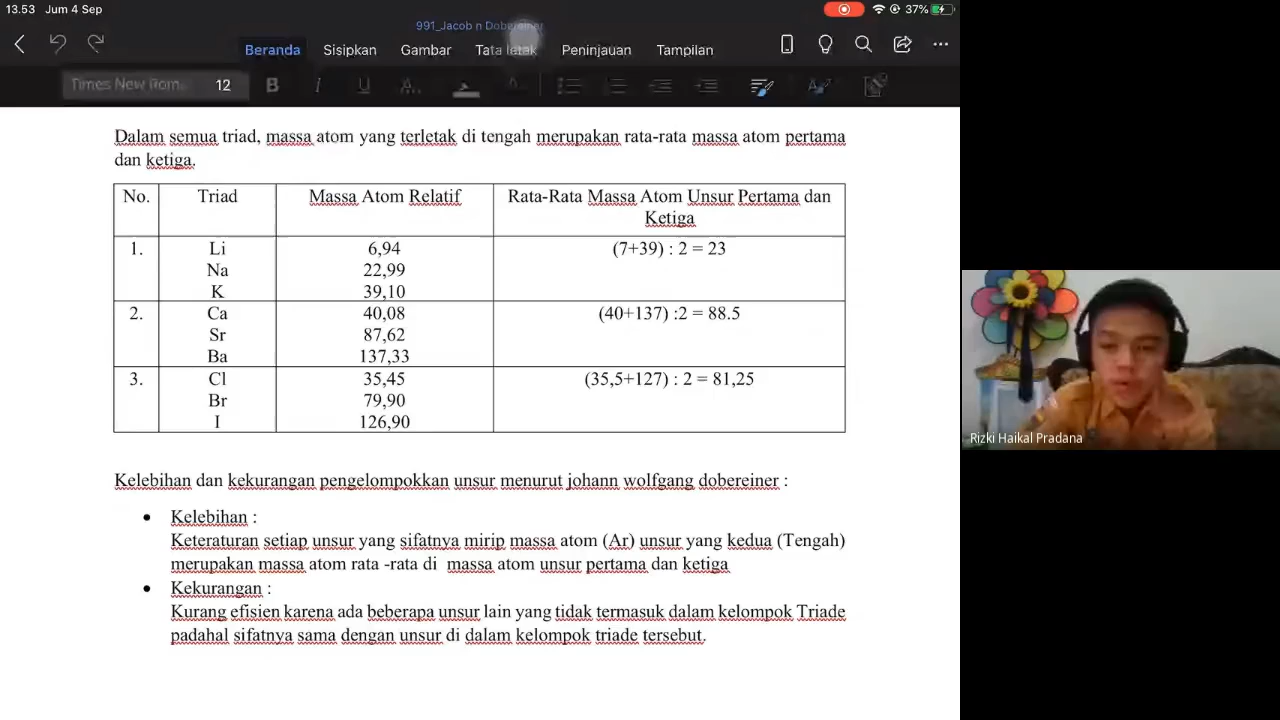 13.53 Jum 4 Sep
37%
991_Jacob n Dobereiner
Beranda Sisipkan Gambar Tata letak Peninjauan Tampilan
Times New Rom... 12 B I U A..
Dalam semua triad, massa atom yang terletak di tengah merupakan rata-rata massa atom pertama
dan ketiga.
No. Triad Massa Atom Relatif Rata-Rata Massa Atom Unsur Pertama dan
Ketiga
1. Li 6,94 (7+39) : 2 = 23
Na 22,99
K 39,10
2. Ca 40,08 (40+137) :2 = 88.5
Sr 87,62
Ba 137,33
3. Cl 35,45 (35,5+127) : 2 = 81,25
Br 79,90
I 126,90
Kelebihan dan kekurangan pengelompokkan unsur menurut johann wolfgang dobereiner :
• Kelebihan :
Keteraturan setiap unsur yang sifatnya mirip massa atom (Ar) unsur yang kedua (Tengah)
merupakan massa atom rata -rata di massa atom unsur pertama dan ketiga
• Kekurangan :
Kurang efisien karena ada beberapa unsur lain yang tidak termasuk dalam kelompok Triade
padahal sifatnya sama dengan unsur di dalam kelompok triade tersebut.
Rizki Haikal Pradana